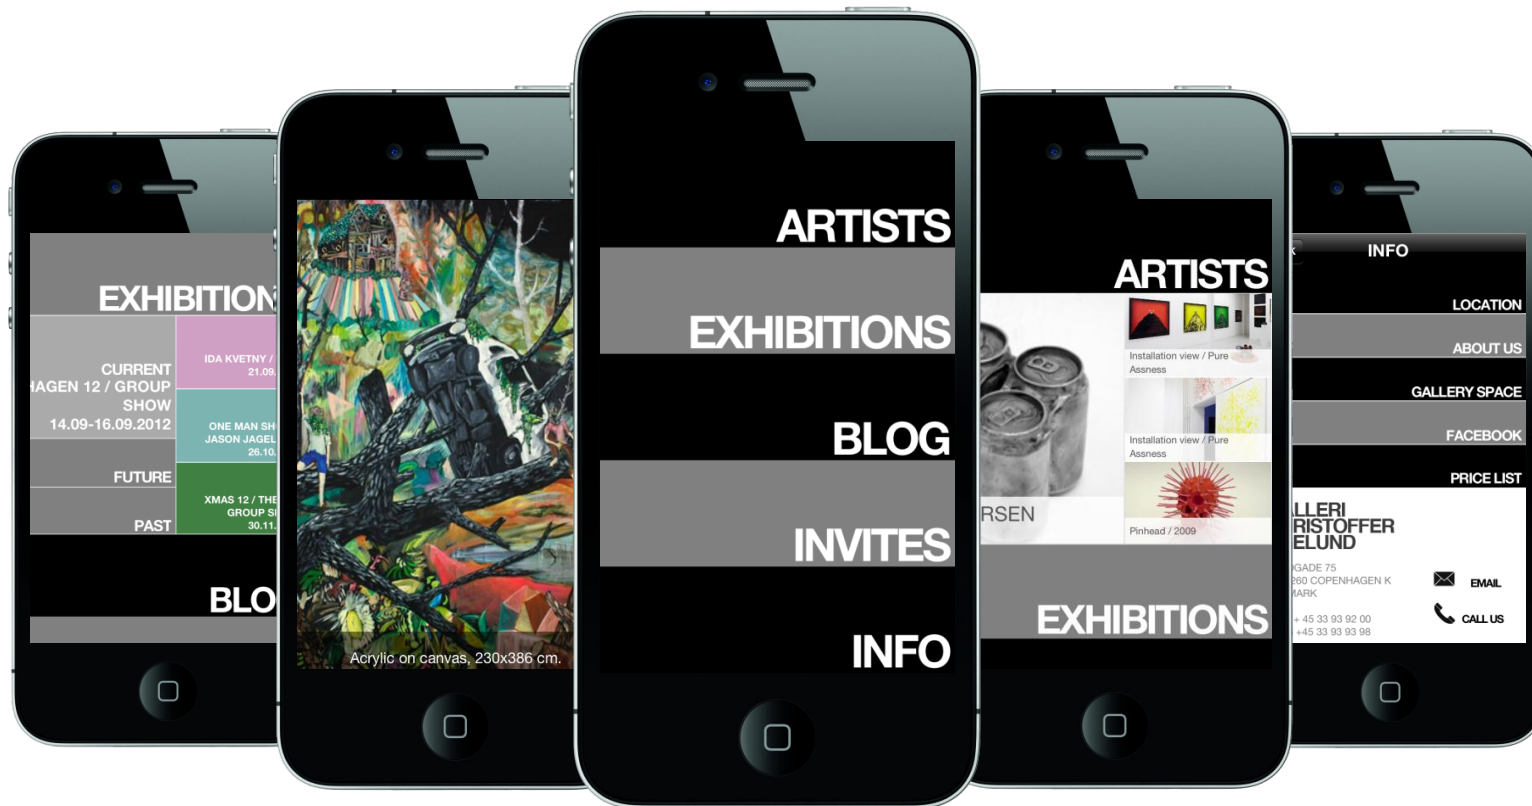 EXHIBITION
CURRENT
HAGEN 12 / GROUP
SHOW
14.09-16.09.2012
FUTURE
PAST
IDA KVETNY /
21.09.
ONE MAN SH
JASON JAGEL
26.10.
XMAS 12 / THE
GROUP S
30.11.
BLO
Acrylic on canvas, 230x386 cm.
ARTISTS
EXHIBITIONS
BLOG
INVITES
INFO
ARTISTS
RSEN
Installation view / Pure
Assness
Installation view / Pure
Assness
Pinhead / 2009
EXHIBITIONS
INFO
LOCATION
ABOUT US
GALLERY SPACE
FACEBOOK
PRICE LIST
LLERI
RISTOFFER
ELUND
GADE 75
260 COPENHAGEN K
MARK
+ 45 33 93 92 00
+45 33 93 93 98
EMAIL
CALL US